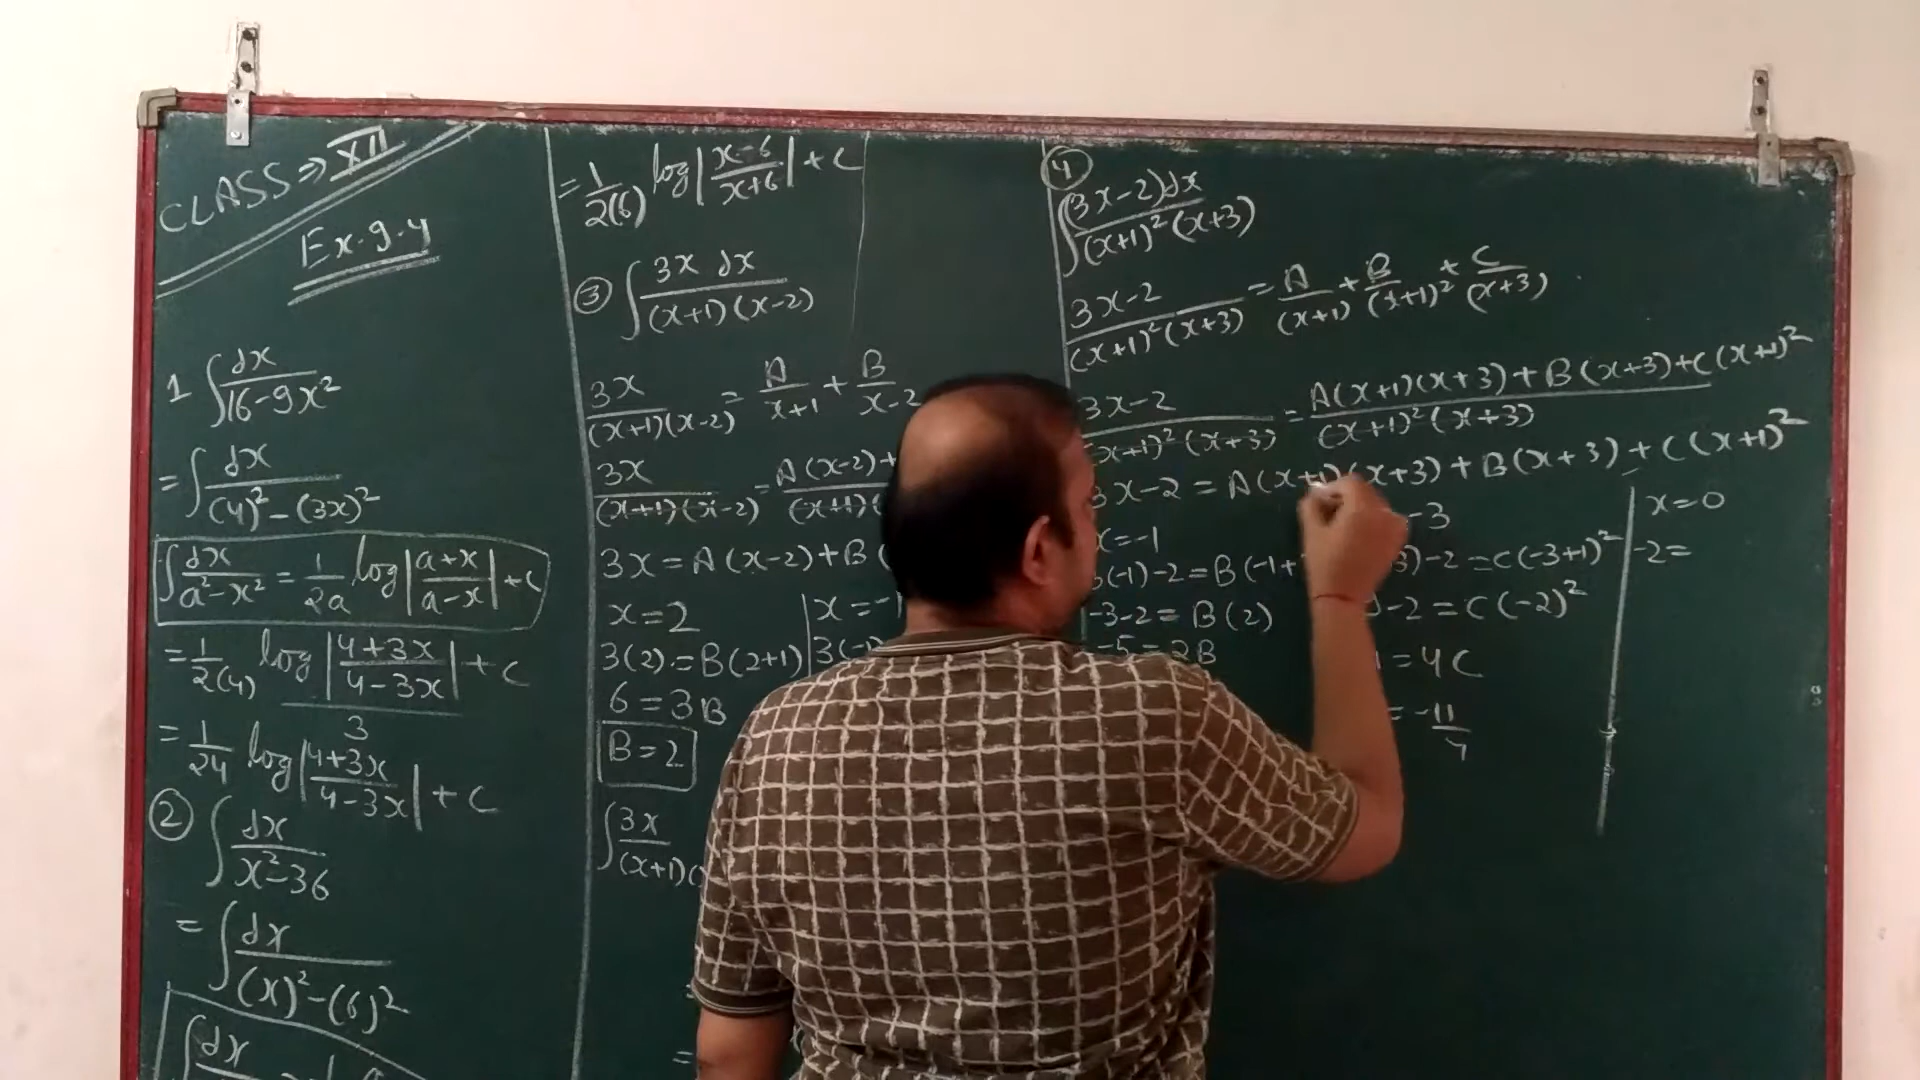 CLASS ⇒ XII
Ex. 9.4
1 ∫ dx / 16-9x²
= ∫ dx / (4)² - (3x)²
∫ dx / a²-x² = 1/2a log |a+x / a-x| + c
= 1/2(4) log |4+3x / 4-3x| + c / 3
= 1/24 log |4+3x / 4-3x| + c
② ∫ dx / x²-36
= ∫ dx / (x)² - (6)²
∫ dx
= 1/2(6) log |x-6 / x+6| + c
③ ∫ 3x dx / (x+1)(x-2)
3x / (x+1)(x-2) = A / x+1 + B / x-2
3x / (x+1)(x-2) = A(x-2)+ / (x+1)(
3x = A(x-2) + B(
x=2 | x=-1
3(2) = B(2+1) | 3(-1)
6 = 3B
B=2
∫ 3x / (x+1)(
=
=
④
∫ (3x-2)dx / (x+1)²(x+3)
3x-2 / (x+1)²(x+3) = A / (x+1) + B / (x+1)² + C / (x+3)
3x-2 / (x+1)²(x+3) = A(x+1)(x+3) + B(x+3) + C(x+1)² / (x+1)²(x+3)
3x-2 = A(x+1)(x+3) + B(x+3) + C(x+1)²
x=-1
3(-1)-2 = B(-1+
-3-2 = B(2)
-5 = 2B
-3
3)-2 = C(-3+1)²
-2 = C(-2)²
= 4C
= -11/4
x=0
-2=